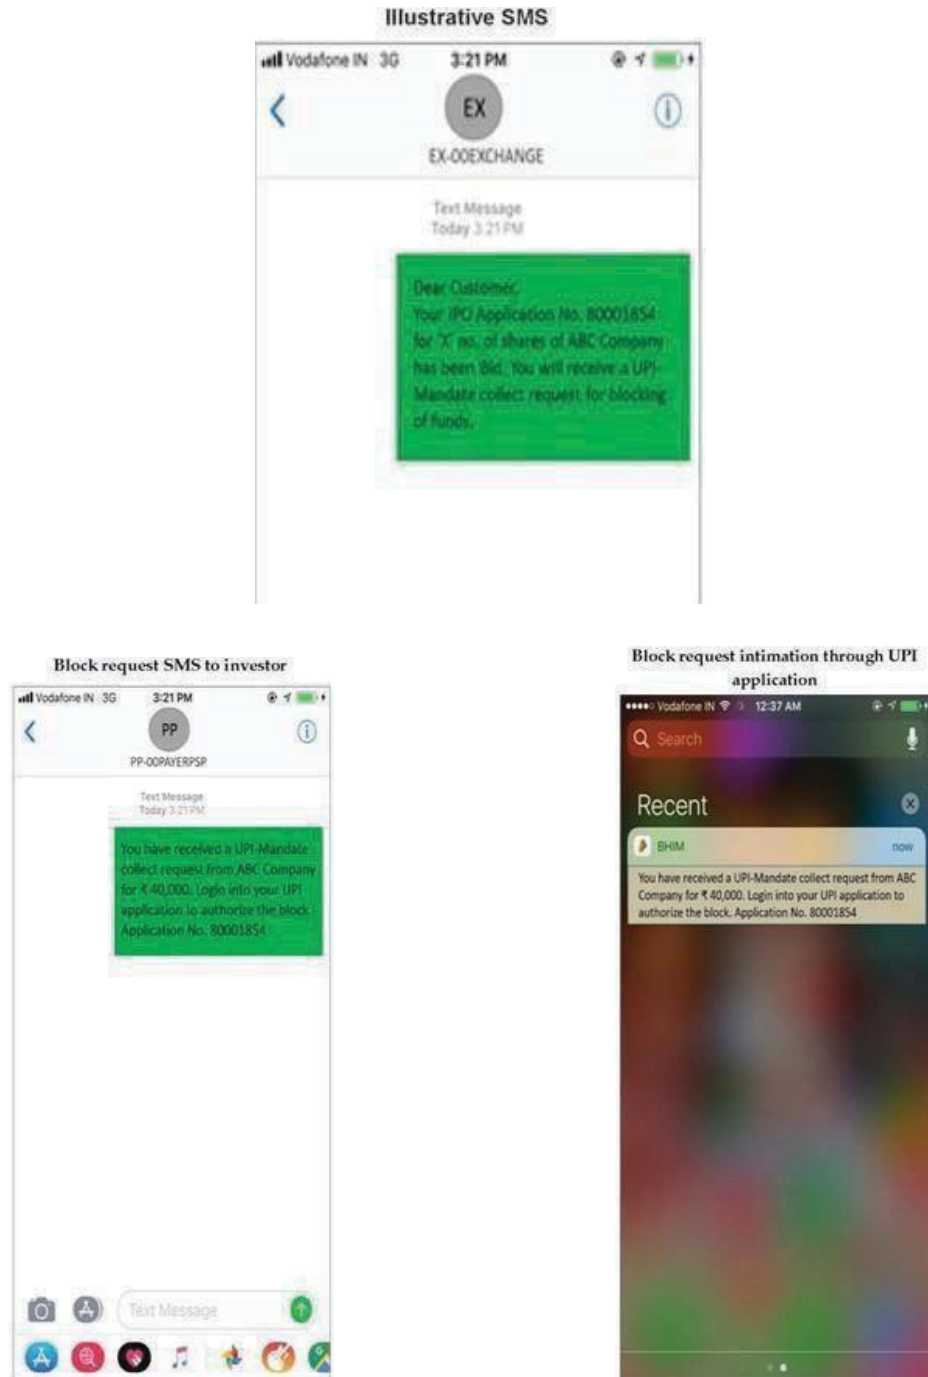 Illustrative SMS
Vodafone IN 3G 3:21 PM
EX
EX-OOEXCHANGE
Text Message
Today 3:21 PM
Dear Customer,
Your IPO Application No. 80001854
for 'X' no. of shares of ABC Company
has been Bid. You will receive a UPI-
Mandate collect request for blocking
of funds.
Block request SMS to investor
Vodafone IN 3G 3:21 PM
PP
PP-OOPAYERPSP
Text Message
Today 3:21 PM
You have received a UPI-Mandate
collect request from ABC Company
for ₹ 40,000. Login into your UPI
application to authorize the block.
Application No. 80001854
Text Message
Block request intimation through UPI
application
Vodafone IN 12:37 AM
Search
Recent
BHIM now
You have received a UPI-Mandate collect request from ABC
Company for ₹ 40,000. Login into your UPI application to
authorize the block. Application No. 80001854